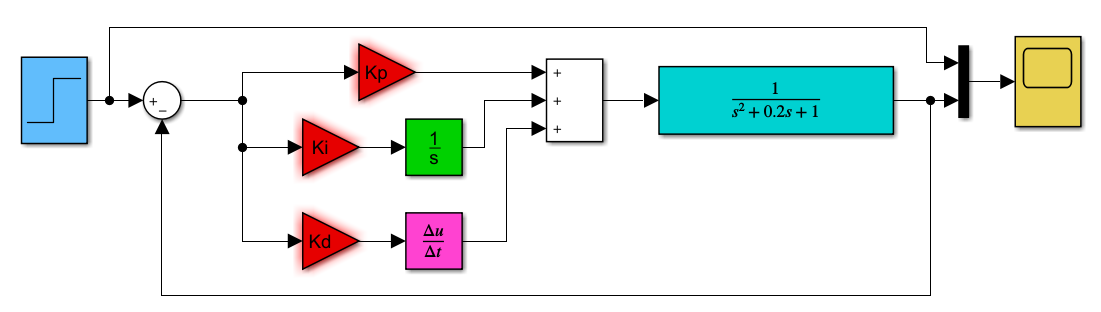 Kp
+
+
+
1
s² + 0.2s + 1
+
−
Ki
1
s
Kd
Δu
Δt